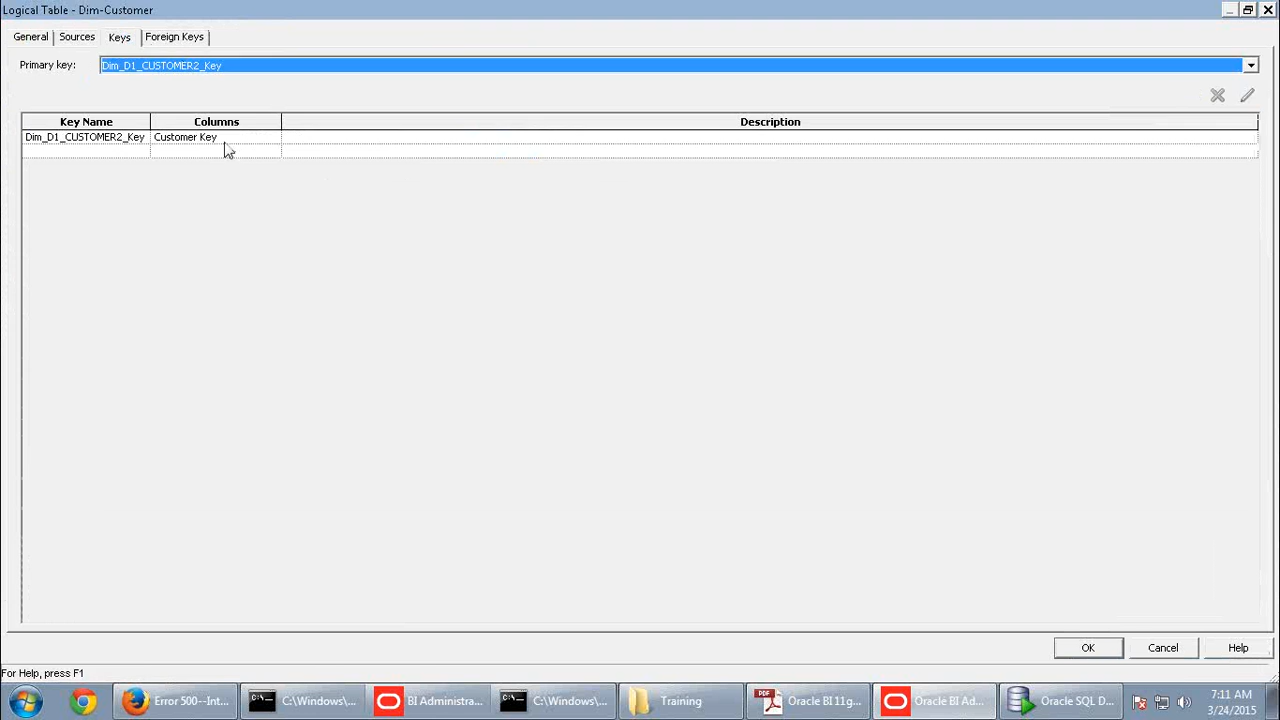 Logical Table - Dim-Customer
General Sources Keys Foreign Keys
Primary key: Dim_D1_CUSTOMER2_Key
Key Name Columns Description
Dim_D1_CUSTOMER2_Key Customer Key
OK Cancel Help
For Help, press F1
Error 500--Int... C:\Windows\... BI Administra... C:\Windows\... Training PDF Oracle BI 11g... Oracle BI Ad... Oracle SQL D... 7:11 AM
3/24/2015